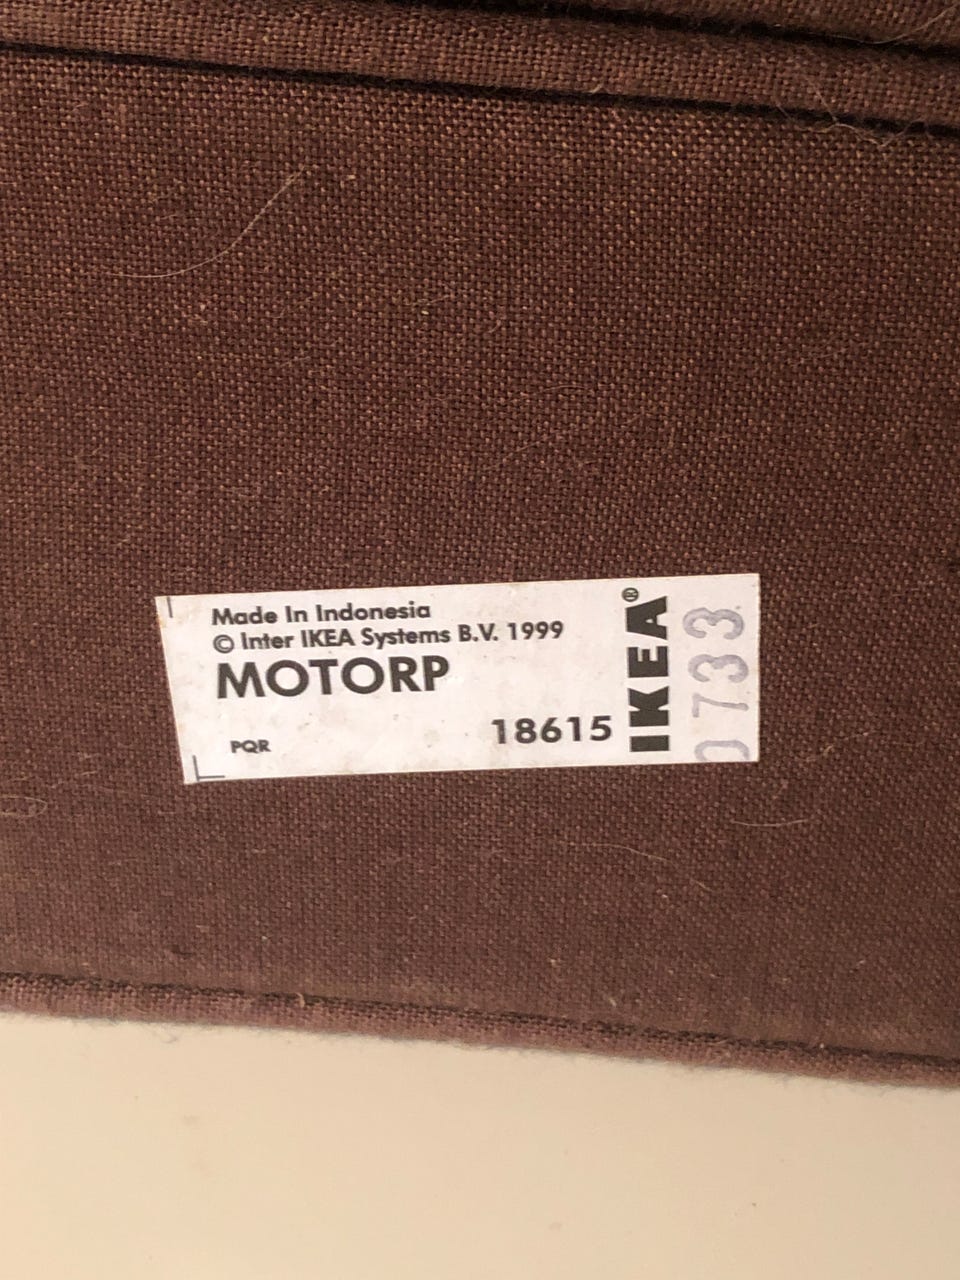 Made In Indonesia
© Inter IKEA Systems B.V. 1999
MOTORP
PQR
18615
IKEA®
0733